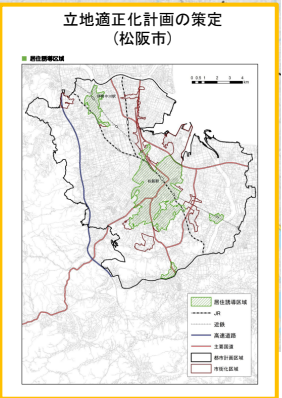 立地適正化計画の策定
(松阪市)
■ 居住誘導区域
松阪駅
居住誘導区域
JR
近鉄
高速道路
主要国道
都市計画区域
市街化区域